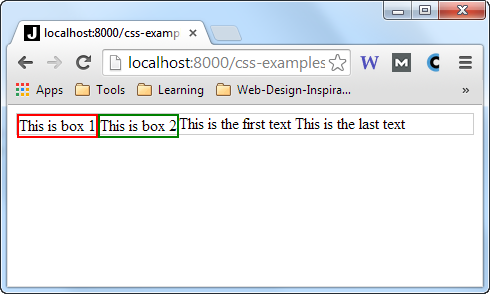 J localhost:8000/css-examp
localhost:8000/css-examples
W M C
Apps Tools Learning Web-Design-Inspira... »
This is box 1 This is box 2 This is the first text This is the last text